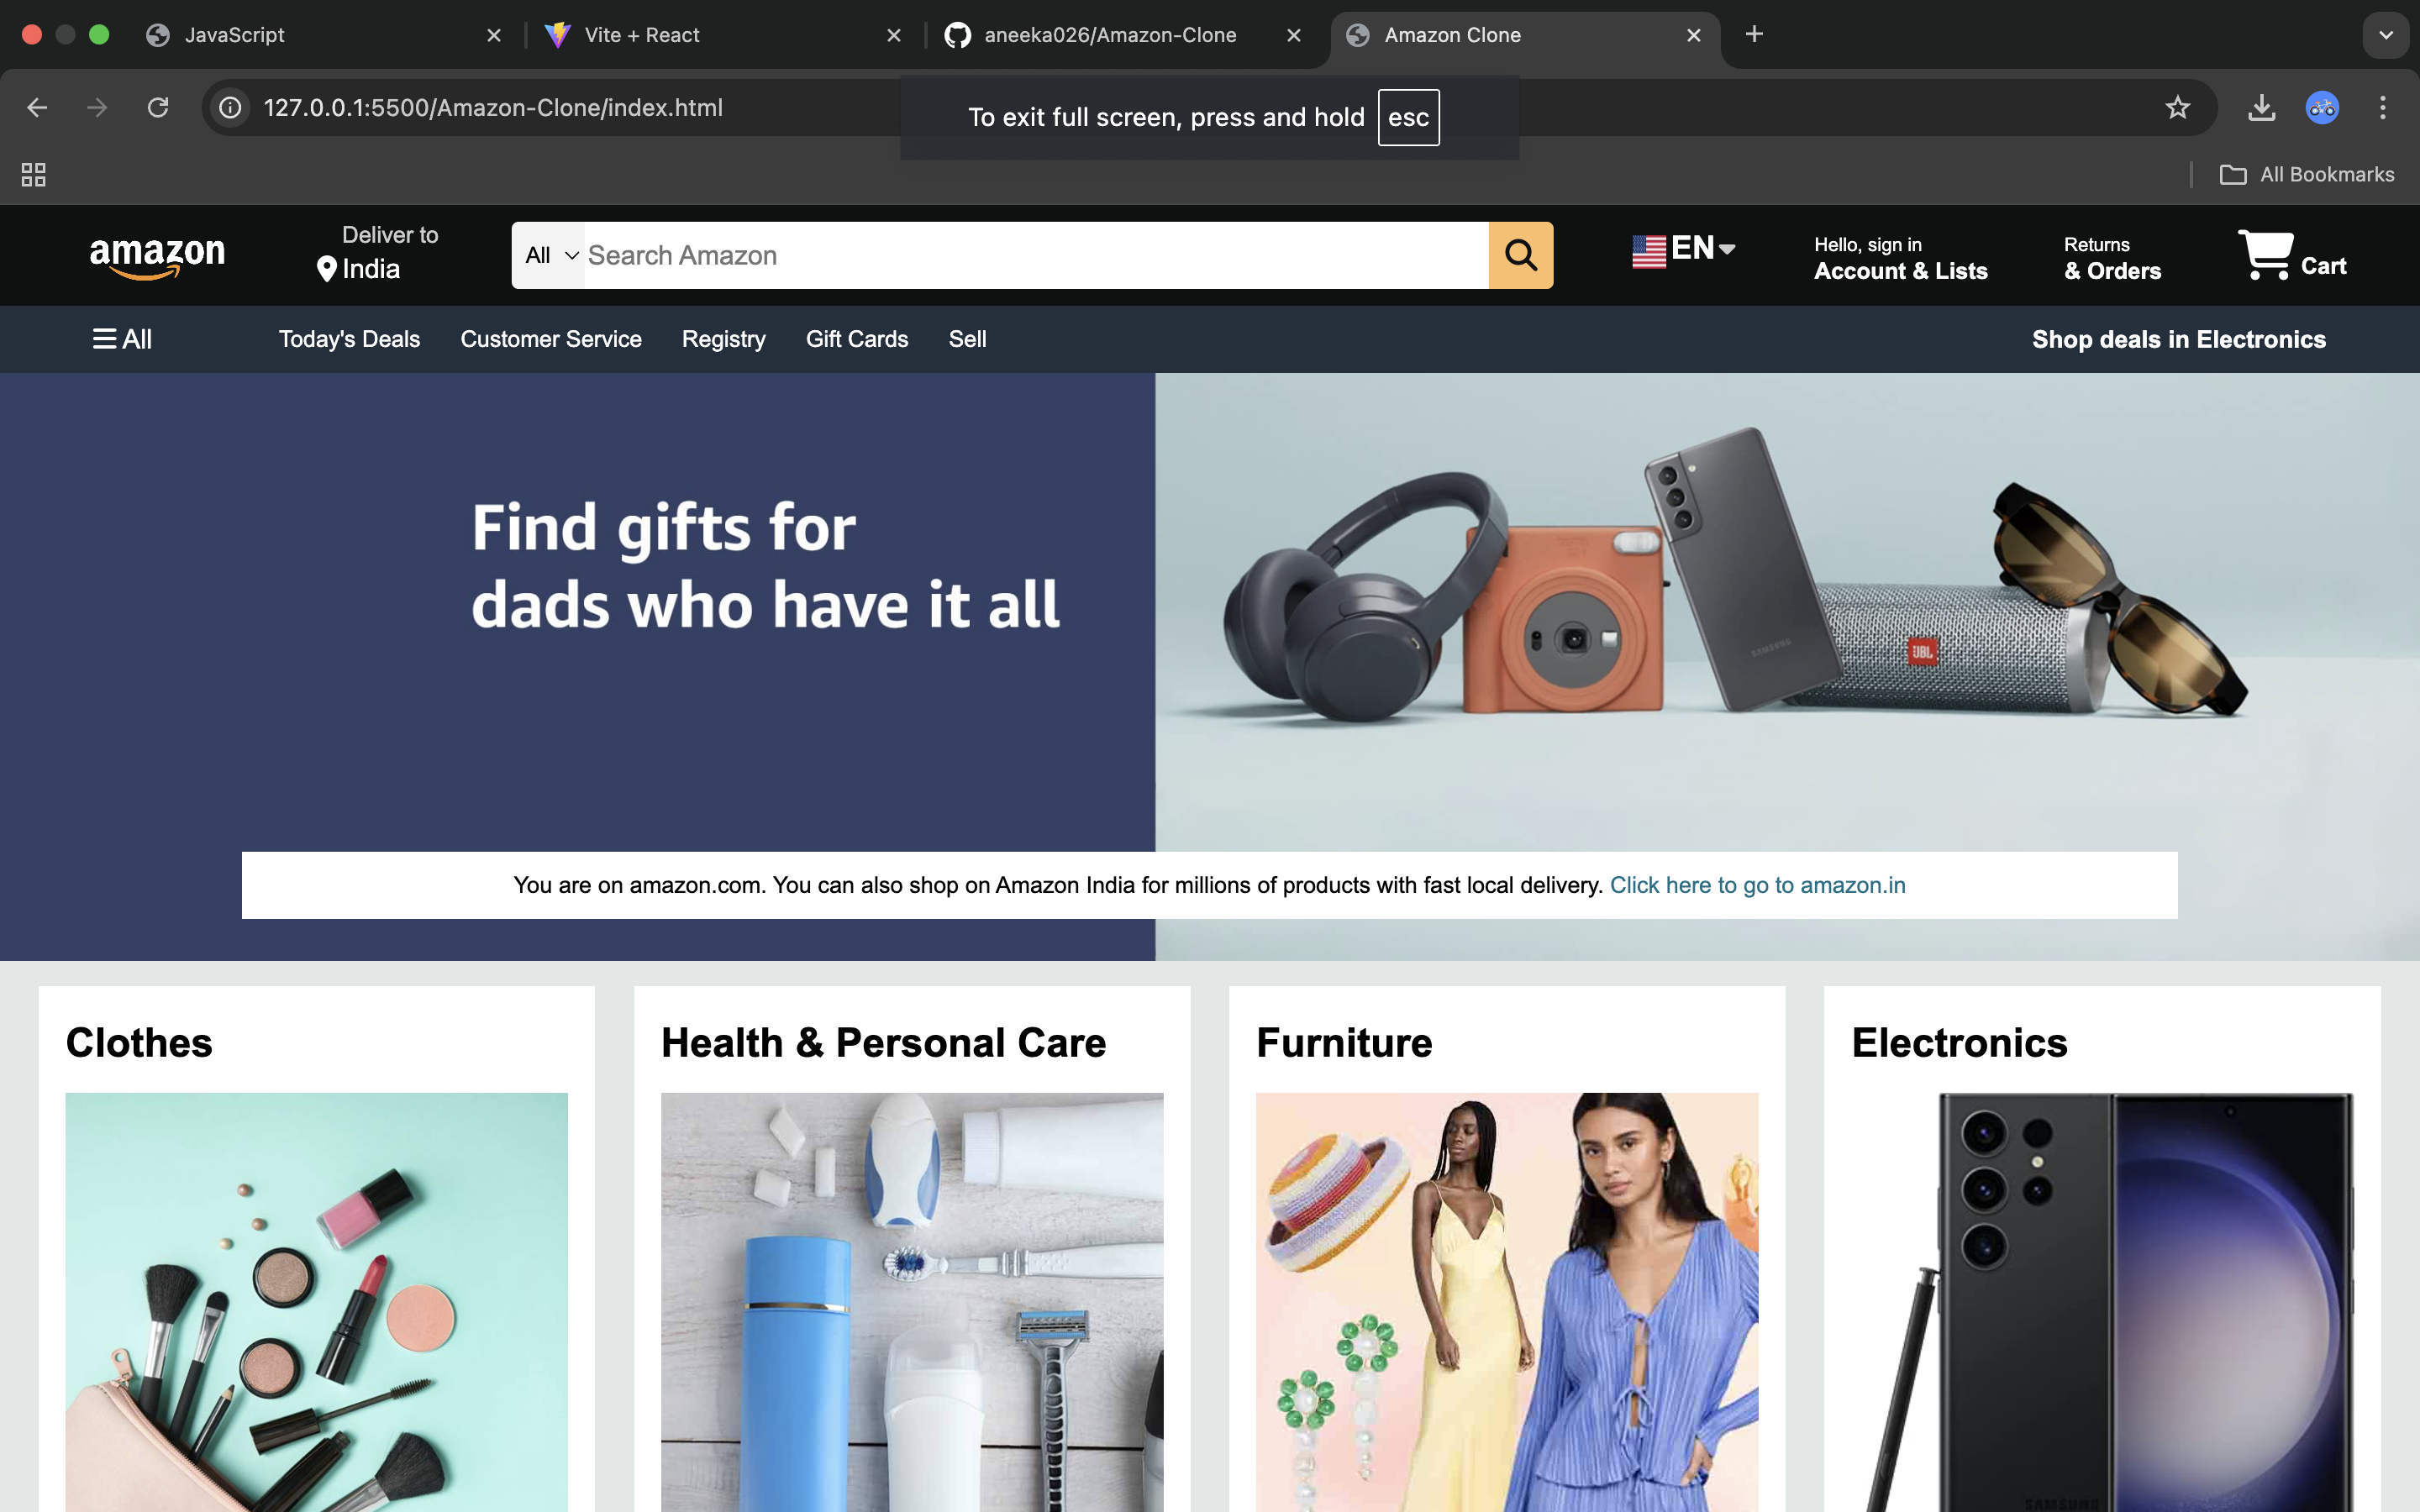 JavaScript
Vite + React
aneeka026/Amazon-Clone
Amazon Clone
127.0.0.1:5500/Amazon-Clone/index.html
To exit full screen, press and hold esc
All Bookmarks
amazon
Deliver to
India
All
Search Amazon
EN
Hello, sign in
Account & Lists
Returns
& Orders
Cart
All
Today's Deals
Customer Service
Registry
Gift Cards
Sell
Shop deals in Electronics
Find gifts for
dads who have it all
SAMSUNG
JBL
You are on amazon.com. You can also shop on Amazon India for millions of products with fast local delivery. Click here to go to amazon.in
Clothes
Health & Personal Care
Furniture
Electronics
SAMSUNG